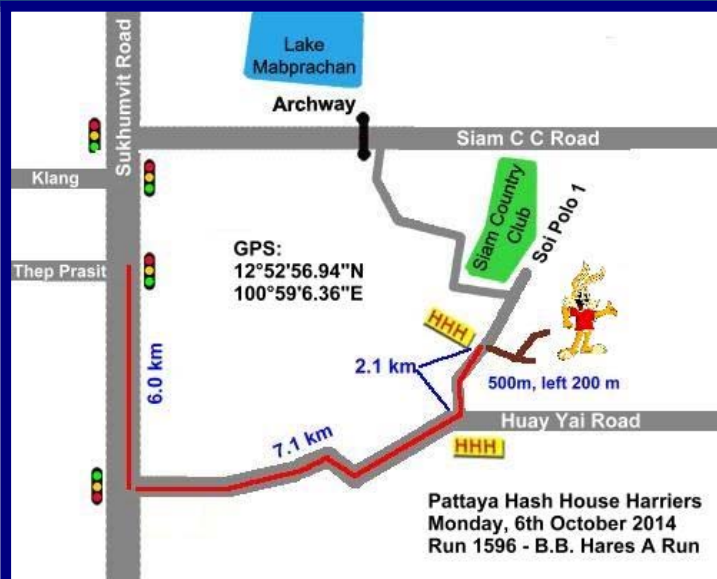 Lake
Mabprachan
Sukhumvit Road
Archway
Siam C C Road
Klang
Siam Country
Club
Soi Polo 1
GPS:
12°52'56.94"N
100°59'6.36"E
Thep Prasit
HHH
6.0 km
2.1 km
500m, left 200 m
7.1 km
Huay Yai Road
HHH
Pattaya Hash House Harriers
Monday, 6th October 2014
Run 1596 - B.B. Hares A Run